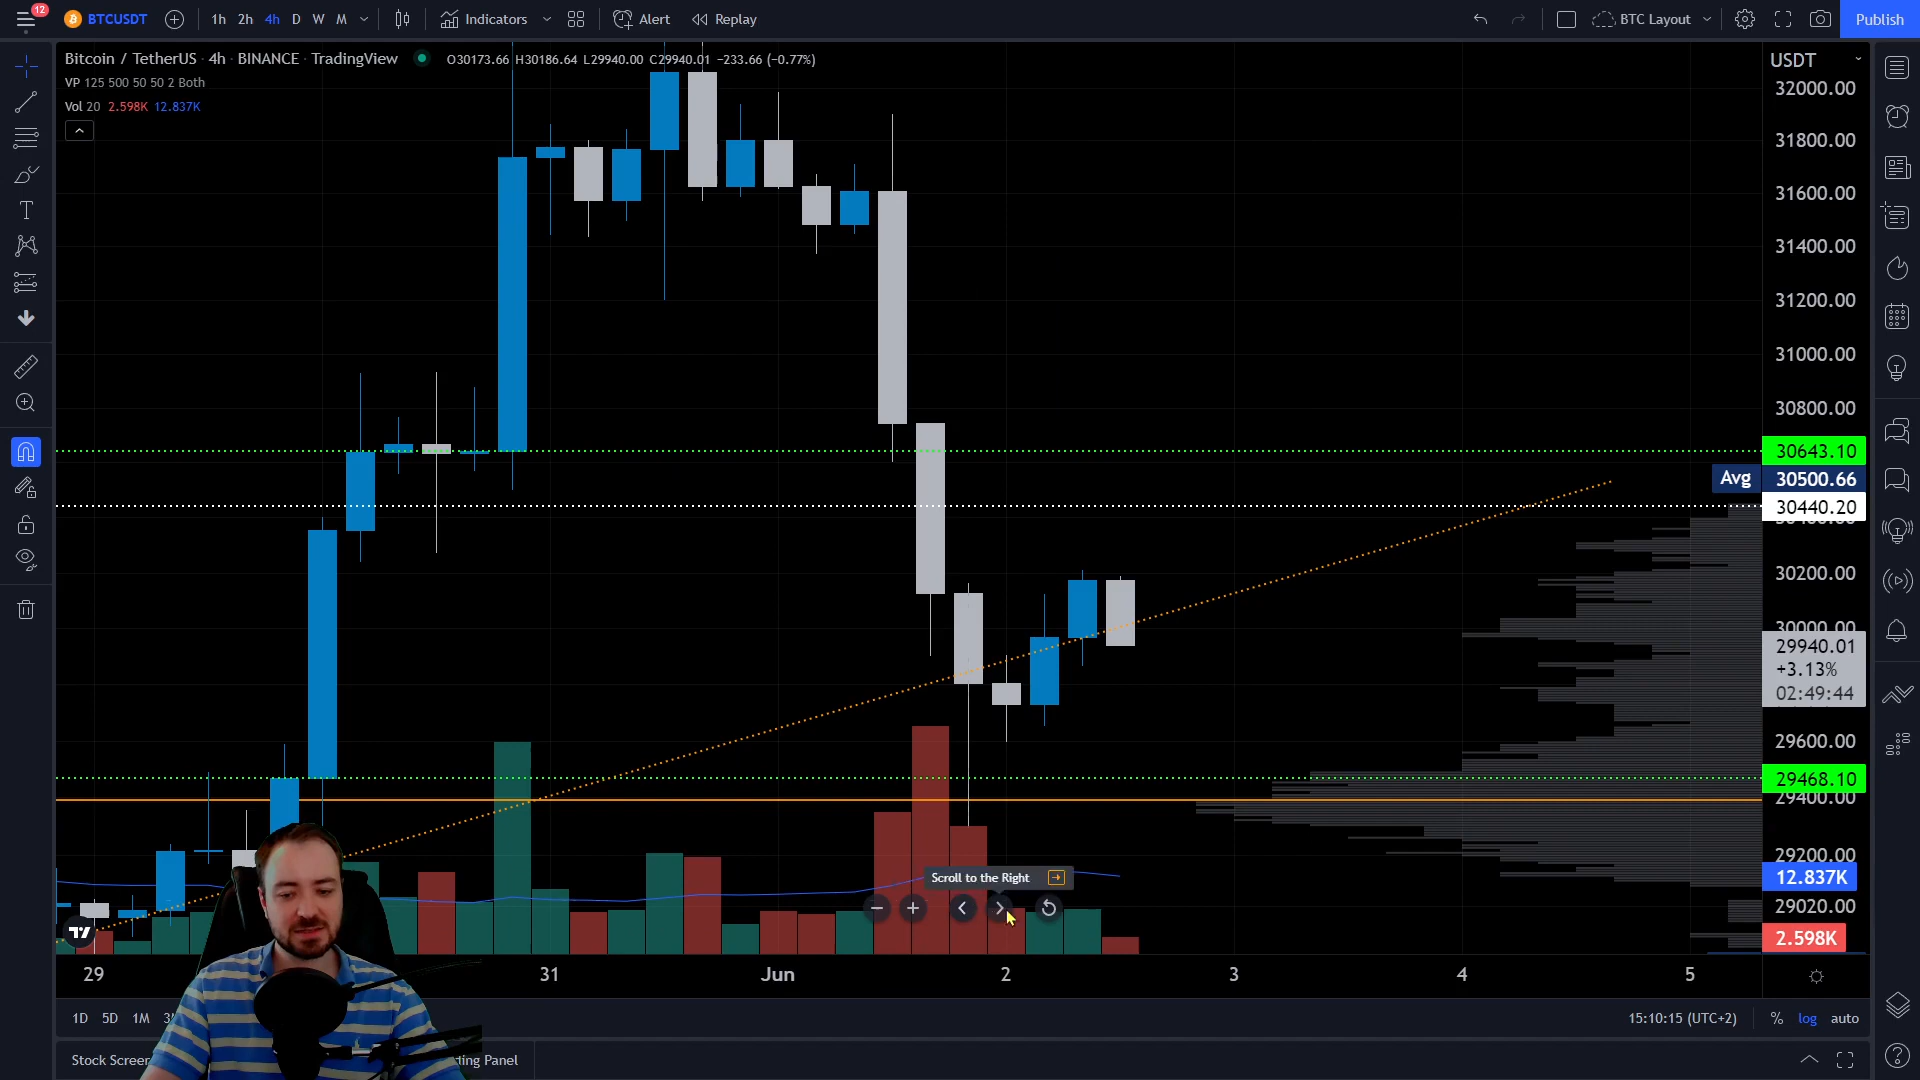 12
BTCUSDT
1h 2h 4h D W M
Indicators
Alert
Replay
BTC Layout
Publish
Bitcoin / TetherUS · 4h · BINANCE · TradingView
O30173.66 H30186.64 L29940.00 C29940.01 −233.66 (−0.77%)
VP 125 500 50 50 2 Both
Vol 20 2.598K 12.837K
USDT
32000.00
31800.00
31600.00
31400.00
31200.00
31000.00
30800.00
30643.10
Avg 30500.66
30440.20
30200.00
30000.00
29940.01
+3.13%
02:49:44
29600.00
29468.10
29400.00
29200.00
12.837K
29020.00
2.598K
Scroll to the Right
29 31 Jun 2 3 4 5
1D 5D 1M
15:10:15 (UTC+2) % log auto
Stock Screer
ding Panel